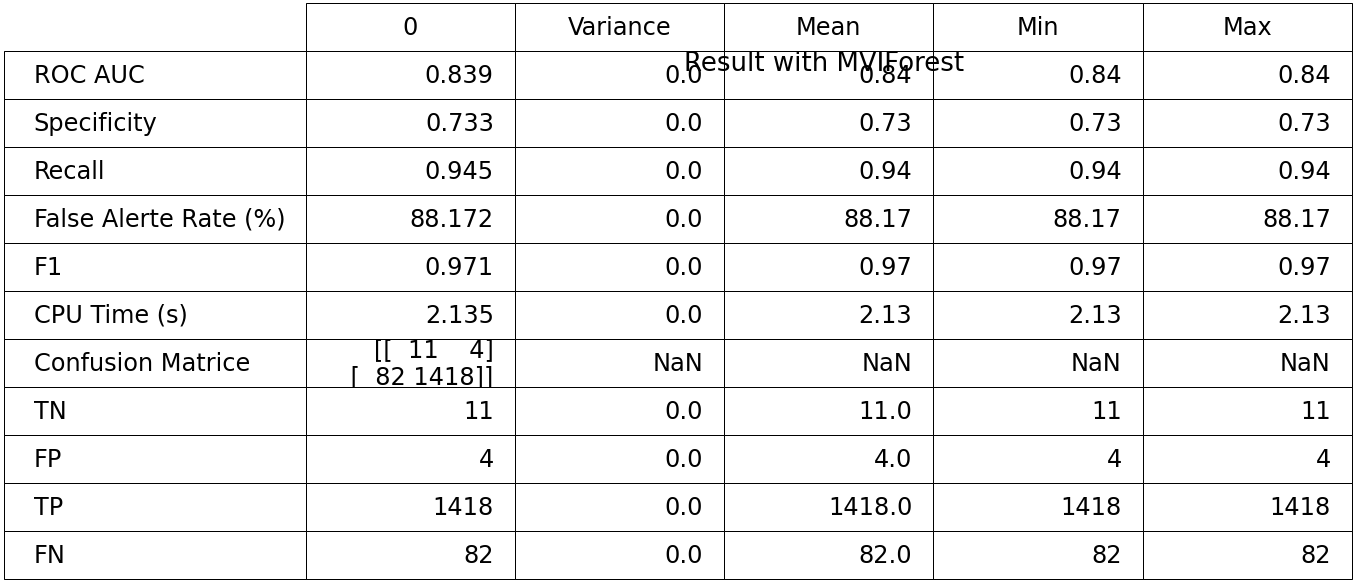 0 Variance Mean Min Max
Result with MVIForest
ROC AUC 0.839 0.0 0.84 0.84 0.84
Specificity 0.733 0.0 0.73 0.73 0.73
Recall 0.945 0.0 0.94 0.94 0.94
False Alerte Rate (%) 88.172 0.0 88.17 88.17 88.17
F1 0.971 0.0 0.97 0.97 0.97
CPU Time (s) 2.135 0.0 2.13 2.13 2.13
Confusion Matrice [[ 11 4] NaN NaN NaN NaN
[ 82 1418]]
TN 11 0.0 11.0 11 11
FP 4 0.0 4.0 4 4
TP 1418 0.0 1418.0 1418 1418
FN 82 0.0 82.0 82 82